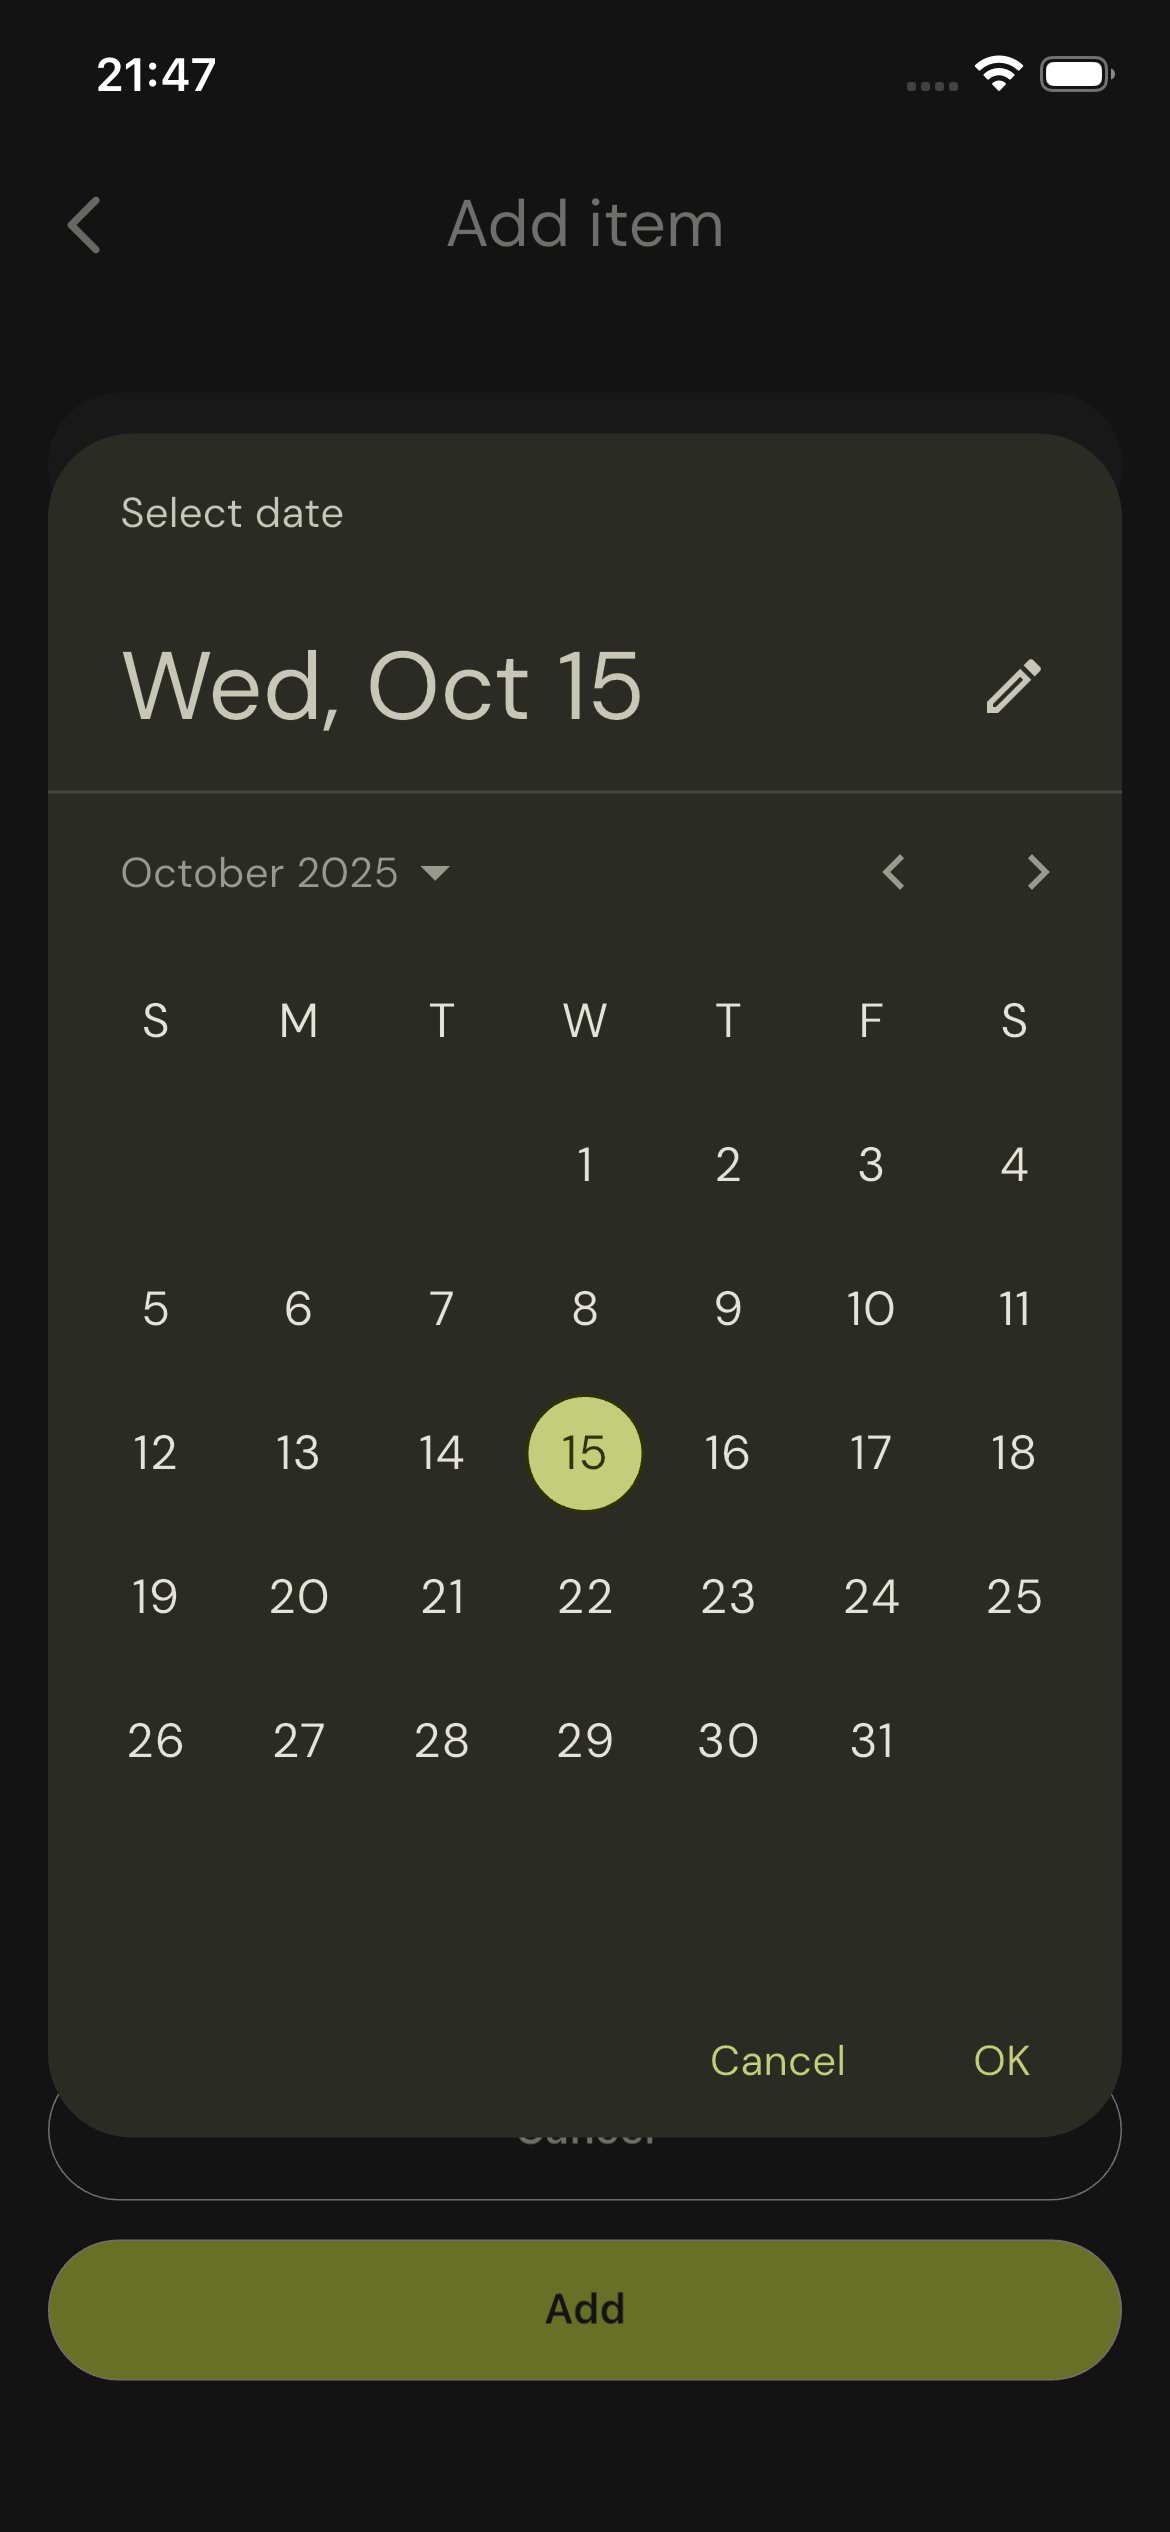 21:47
Add item
Select date
Wed, Oct 15
October 2025
S M T W T F S
1 2 3 4
5 6 7 8 9 10 11
12 13 14 15 16 17 18
19 20 21 22 23 24 25
26 27 28 29 30 31
Cancel OK
Cancel
Add